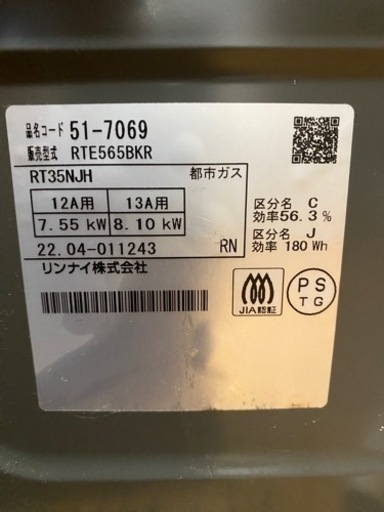 品名コード 51-7069
販売型式 RTE565BKR
RT35NJH 都市ガス
12A用 13A用
7.55 kW 8.10 kW
区分名 C
効率56.3%
区分名 J
効率 180 Wh
22.04-011243 RN
リンナイ株式会社
JIA認証
PS
TG